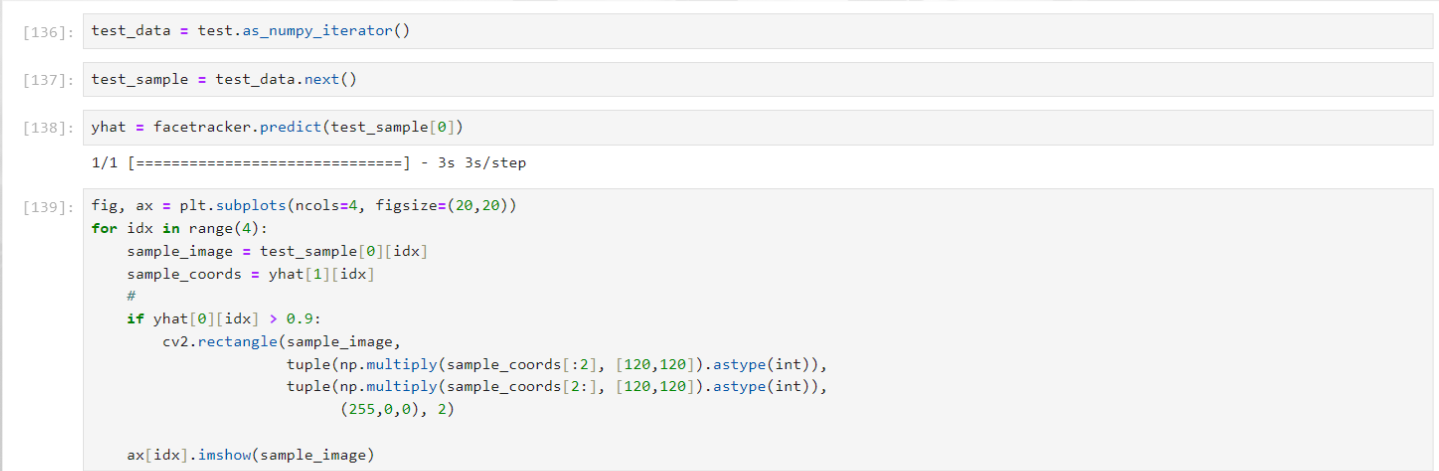 [136]: test_data = test.as_numpy_iterator()
[137]: test_sample = test_data.next()
[138]: yhat = facetracker.predict(test_sample[0])
1/1 [==============================] - 3s 3s/step
[139]: fig, ax = plt.subplots(ncols=4, figsize=(20,20))
for idx in range(4):
    sample_image = test_sample[0][idx]
    sample_coords = yhat[1][idx]
    #
    if yhat[0][idx] > 0.9:
        cv2.rectangle(sample_image,
                      tuple(np.multiply(sample_coords[:2], [120,120]).astype(int)),
                      tuple(np.multiply(sample_coords[2:], [120,120]).astype(int)),
                            (255,0,0), 2)
    ax[idx].imshow(sample_image)